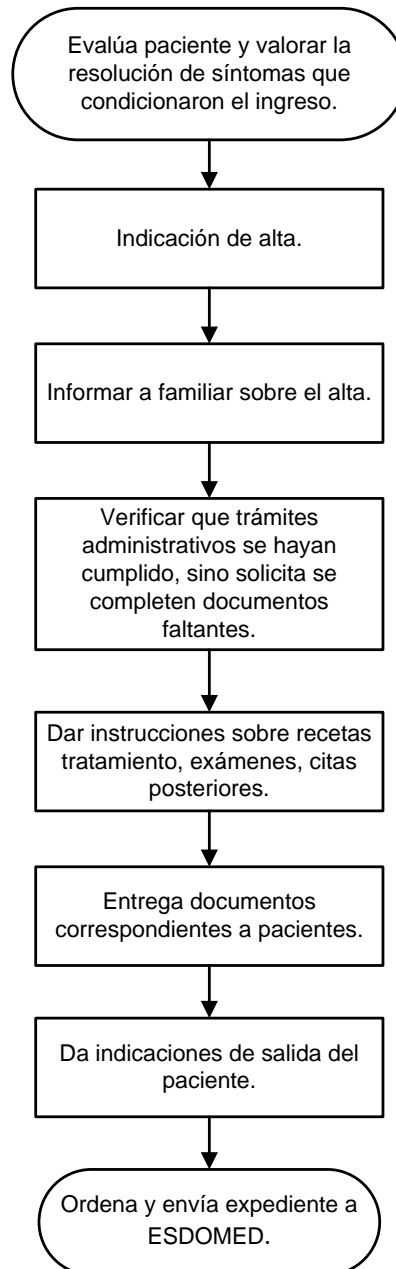 Evalúa paciente y valorar la
resolución de síntomas que
condicionaron el ingreso.
Indicación de alta.
Informar a familiar sobre el alta.
Verificar que trámites
administrativos se hayan
cumplido, sino solicita se
completen documentos
faltantes.
Dar instrucciones sobre recetas
tratamiento, exámenes, citas
posteriores.
Entrega documentos
correspondientes a pacientes.
Da indicaciones de salida del
paciente.
Ordena y envía expediente a
ESDOMED.